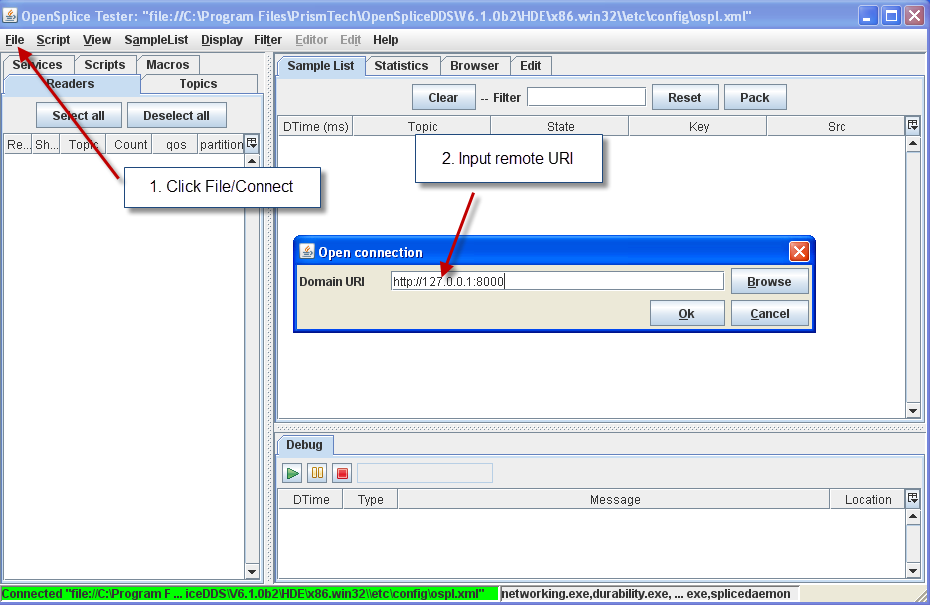 OpenSplice Tester: "file://C:\Program Files\PrismTech\OpenSpliceDDS\V6.1.0b2\HDE\x86.win32\\etc\config\ospl.xml"
File Script View SampleList Display Filter Editor Edit Help
Services Scripts Macros
Readers Topics
Select all Deselect all
Re... Sh... Topic Count qos partition
1. Click File/Connect
Sample List Statistics Browser Edit
Clear -- Filter Reset Pack
DTime (ms) Topic State Key Src
2. Input remote URI
Open connection
Domain URI http://127.0.0.1:8000 Browse
Ok Cancel
Debug
DTime Type Message Location
Connected "file://C:\Program F ... iceDDS\V6.1.0b2\HDE\x86.win32\\etc\config\ospl.xml" networking.exe,durability.exe, ... exe,splicedaemon